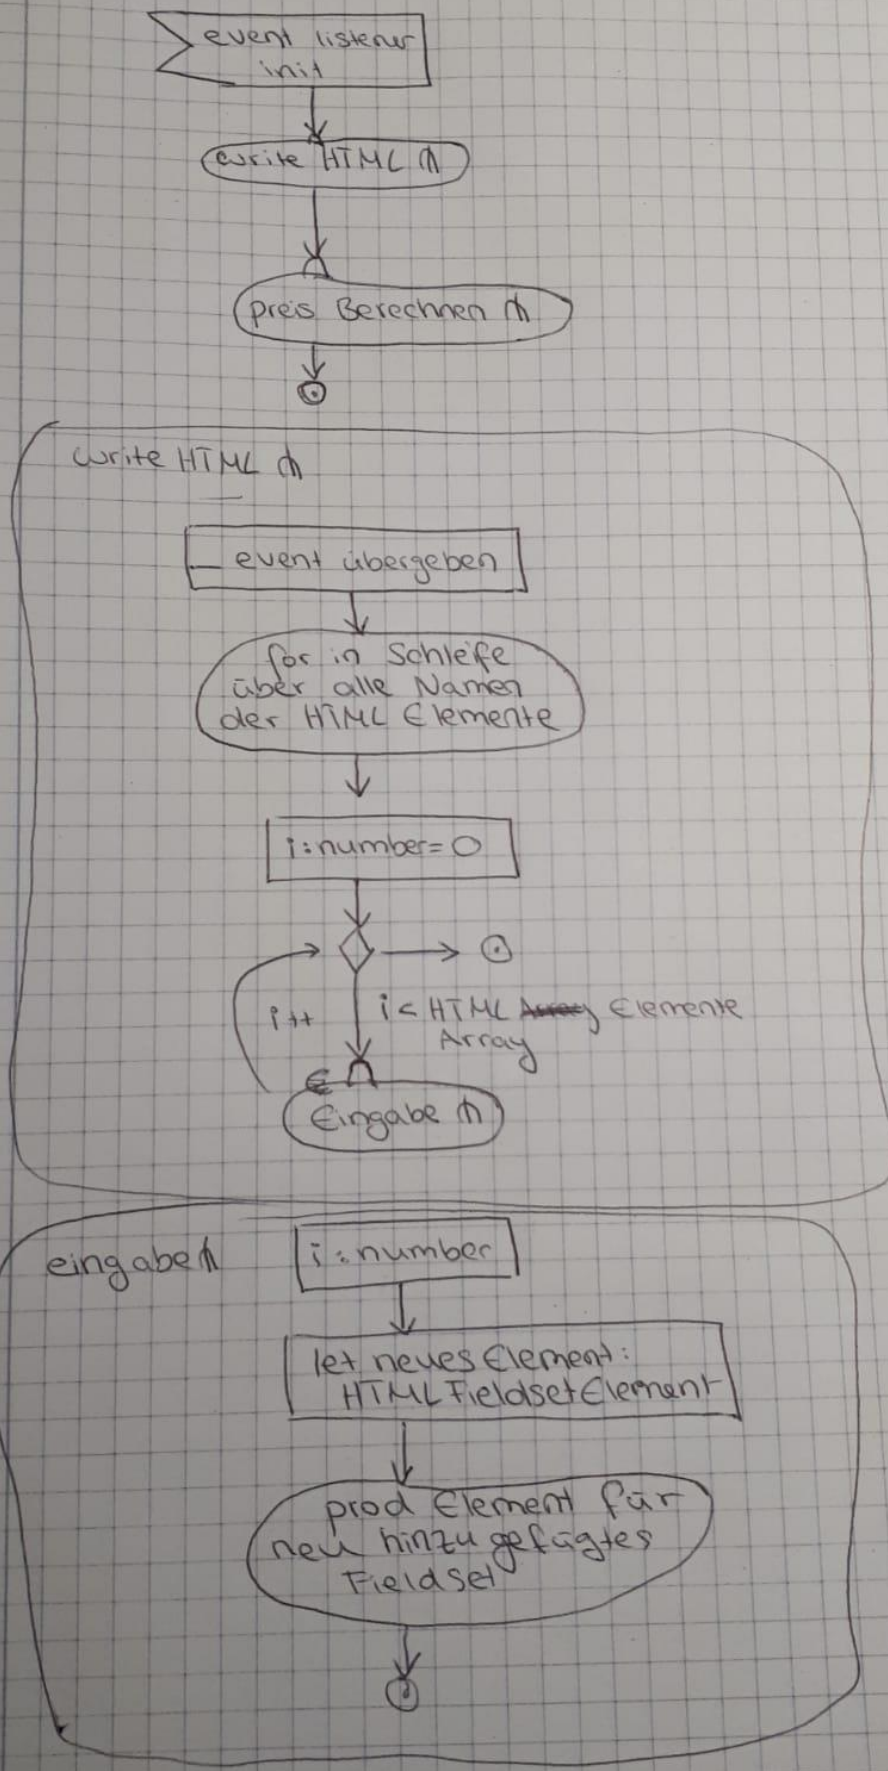 event listener
init
write HTML
preis Berechnen
write HTML
_ event übergeben
for in Schleife
über alle Namen
der HTML Elemente
i:number=0
i++
i< HTML Array Elemente
Array
Eingabe
eingabe
i:number
let neues Element:
HTMLFieldsetElement
prod Element für
neu hinzugefügtes
Fieldset